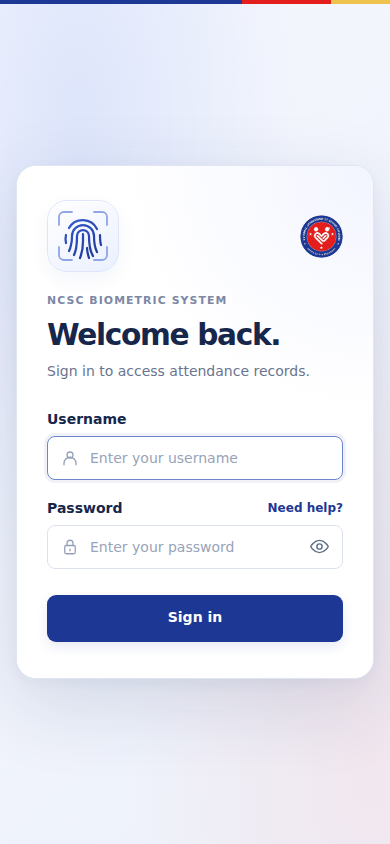 NCSC BIOMETRIC SYSTEM
Welcome back.
Sign in to access attendance records.
Username
Enter your username
Password
Need help?
Enter your password
Sign in